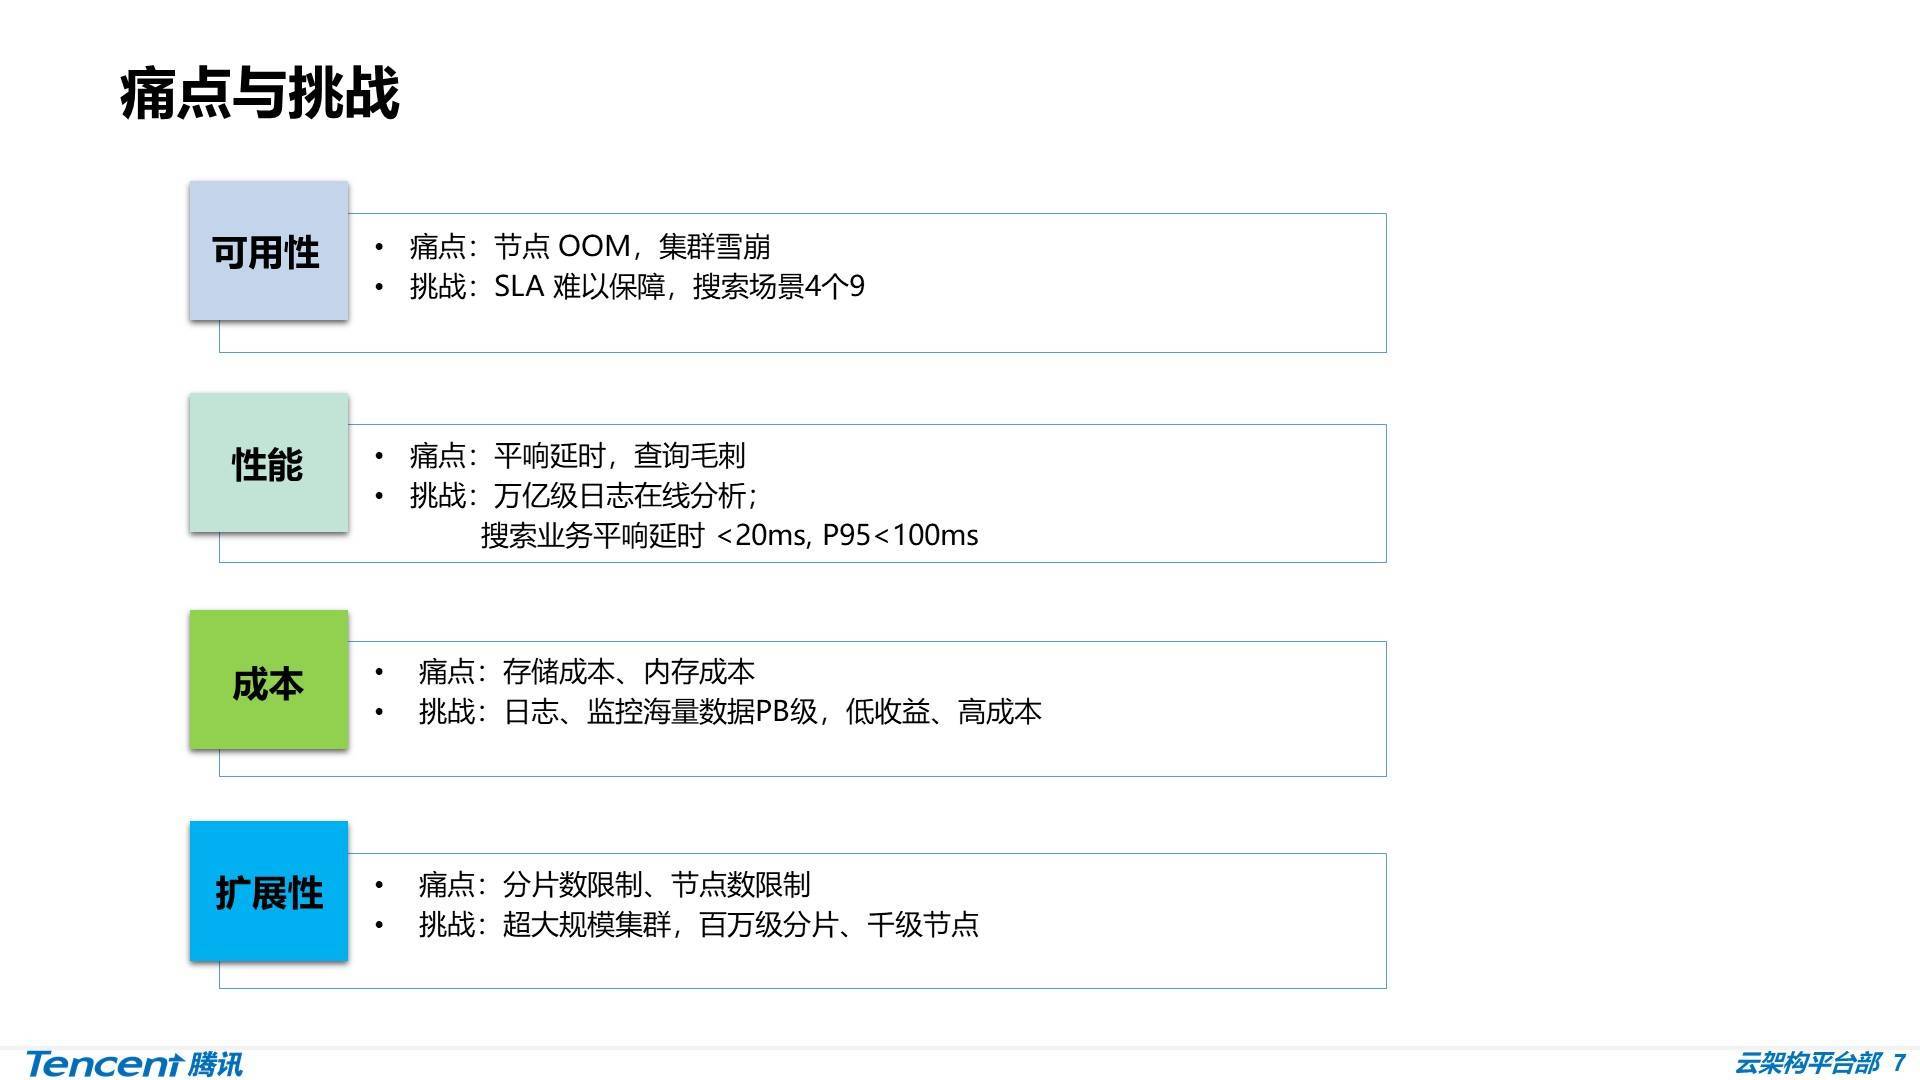 痛点与挑战
可用性
• 痛点：节点 OOM，集群雪崩
• 挑战：SLA 难以保障，搜索场景4个9
性能
• 痛点：平响延时，查询毛刺
• 挑战：万亿级日志在线分析；
搜索业务平响延时 <20ms, P95<100ms
成本
• 痛点：存储成本、内存成本
• 挑战：日志、监控海量数据PB级，低收益、高成本
扩展性
• 痛点：分片数限制、节点数限制
• 挑战：超大规模集群，百万级分片、千级节点
Tencent 腾讯
云架构平台部 7